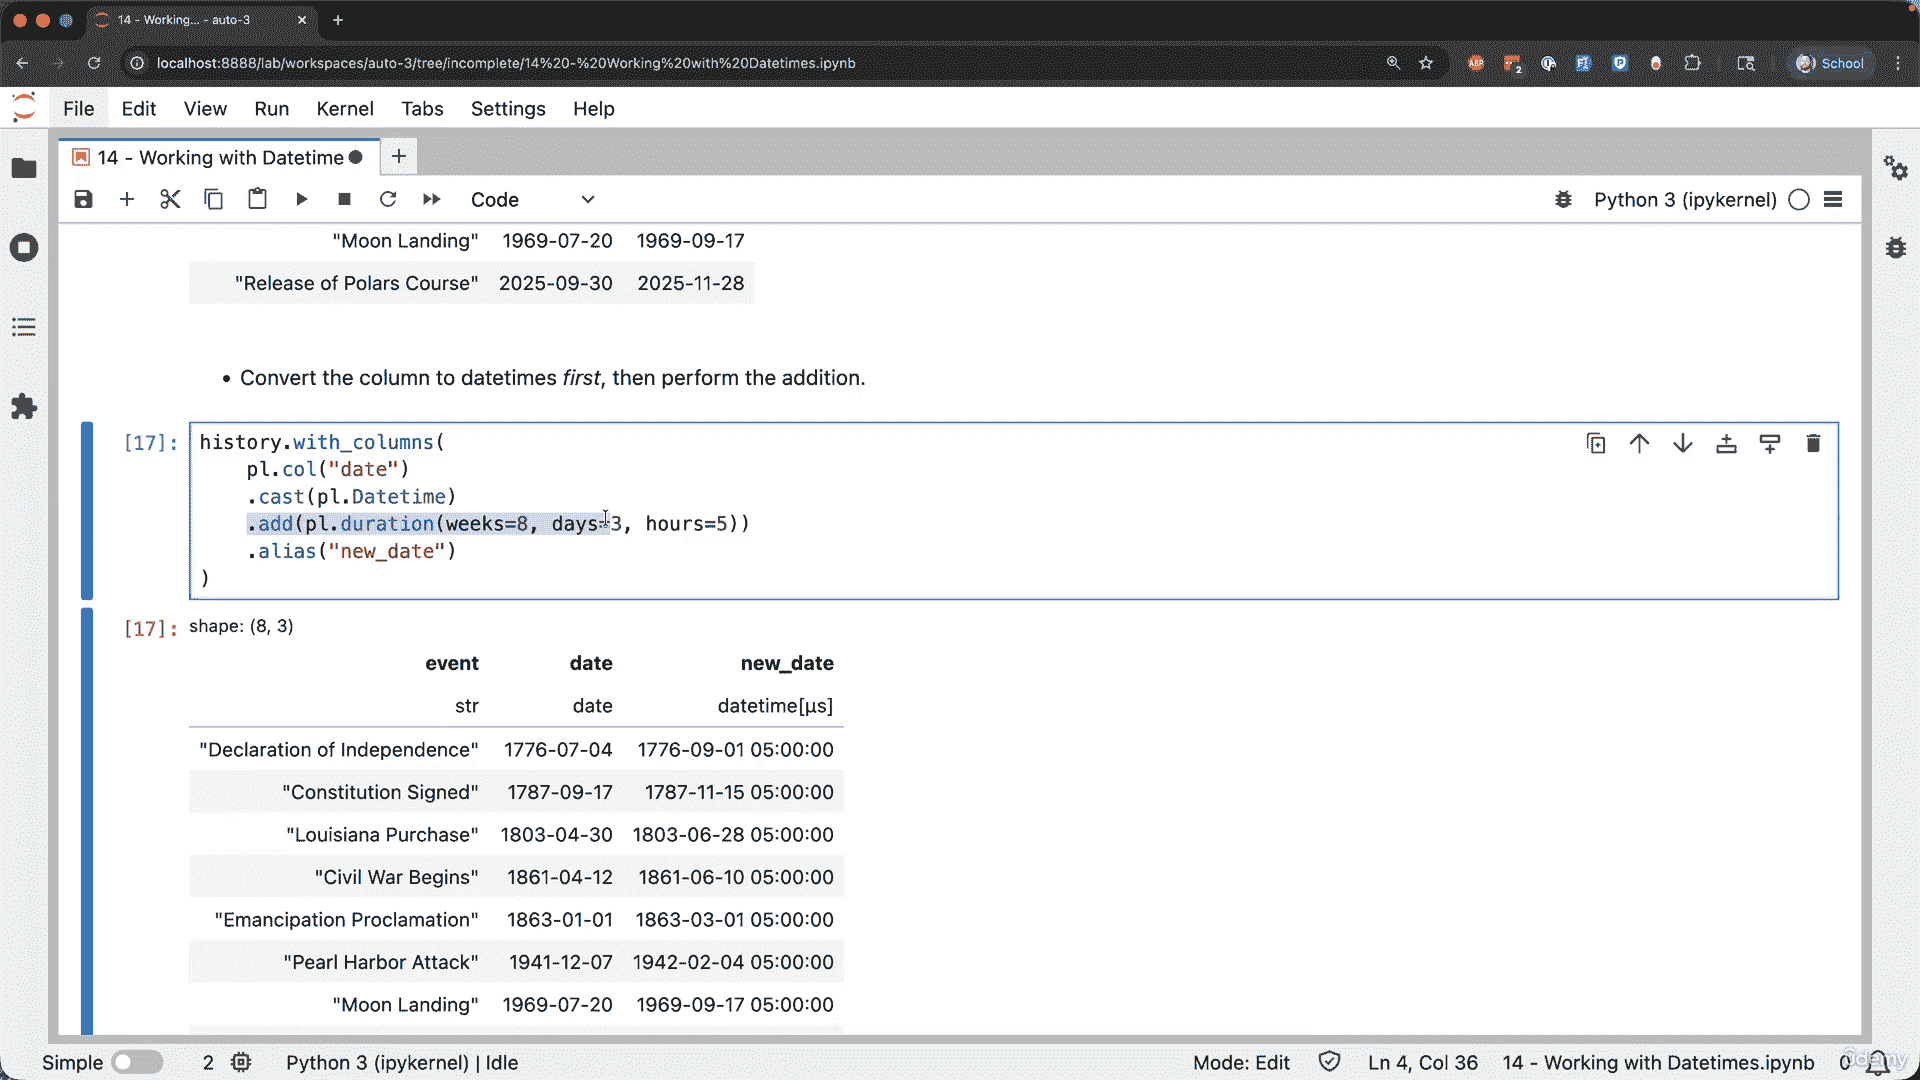 14 - Working... - auto-3
localhost:8888/lab/workspaces/auto-3/tree/incomplete/14%20-%20Working%20with%20Datetimes.ipynb
ABP
2
School
File Edit View Run Kernel Tabs Settings Help
14 - Working with Datetime
Code
Python 3 (ipykernel)
"Moon Landing" 1969-07-20 1969-09-17
"Release of Polars Course" 2025-09-30 2025-11-28
• Convert the column to datetimes first, then perform the addition.
[17]: history.with_columns(
pl.col("date")
.cast(pl.Datetime)
.add(pl.duration(weeks=8, days=3, hours=5))
.alias("new_date")
)
[17]: shape: (8, 3)
event date new_date
str date datetime[μs]
"Declaration of Independence" 1776-07-04 1776-09-01 05:00:00
"Constitution Signed" 1787-09-17 1787-11-15 05:00:00
"Louisiana Purchase" 1803-04-30 1803-06-28 05:00:00
"Civil War Begins" 1861-04-12 1861-06-10 05:00:00
"Emancipation Proclamation" 1863-01-01 1863-03-01 05:00:00
"Pearl Harbor Attack" 1941-12-07 1942-02-04 05:00:00
"Moon Landing" 1969-07-20 1969-09-17 05:00:00
Simple 2 Python 3 (ipykernel) | Idle Mode: Edit Ln 4, Col 36 14 - Working with Datetimes.ipynb 0
Udemy